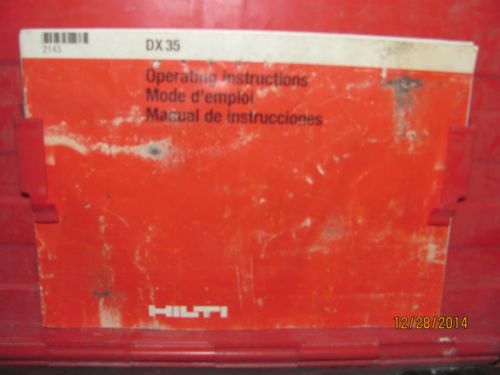 2143
DX 35
Operating instructions
Mode d'emploi
Manual de instrucciones
HILTI
12/28/2014